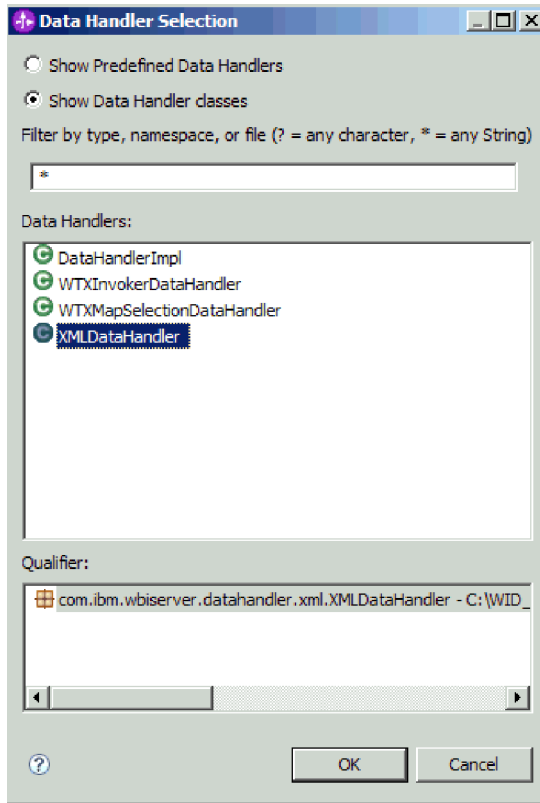 Data Handler Selection
Show Predefined Data Handlers
Show Data Handler classes
Filter by type, namespace, or file (? = any character, * = any String)
*
Data Handlers:
DataHandlerImpl
WTXInvokerDataHandler
WTXMapSelectionDataHandler
XMLDataHandler
Qualifier:
com.ibm.wbiserver.datahandler.xml.XMLDataHandler - C:\WID_
OK Cancel